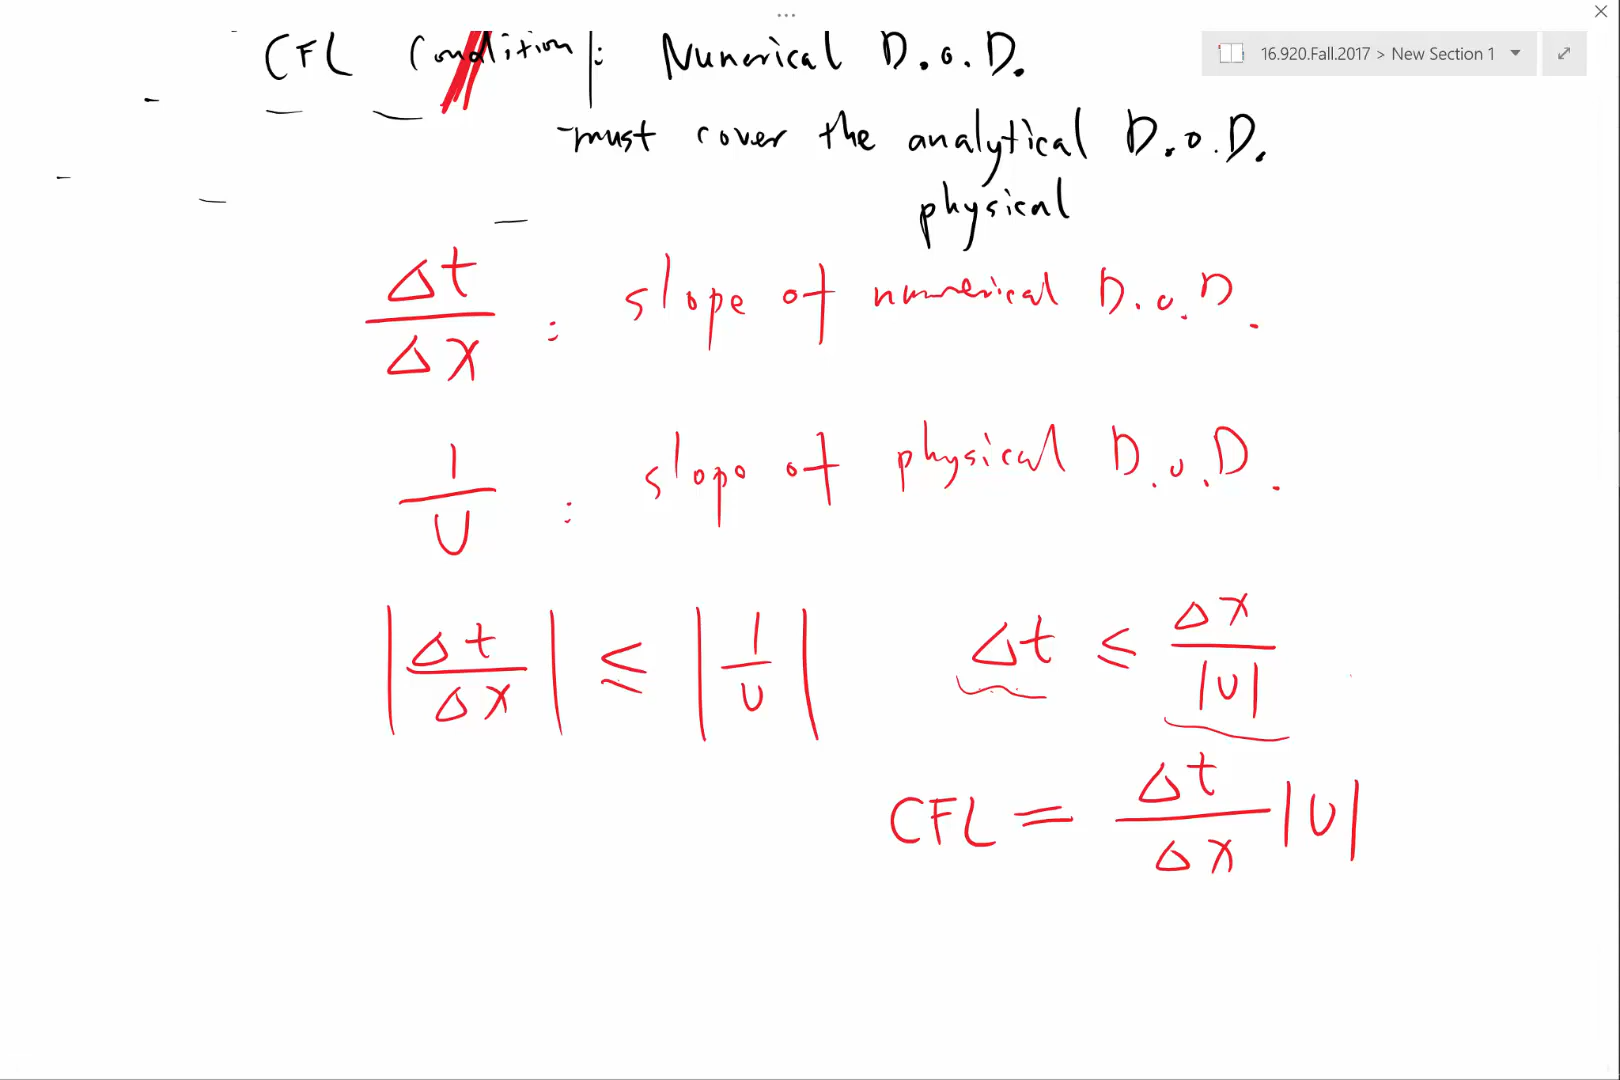 CFL Condition: Numerical D.o.D.
16.920.Fall.2017 > New Section 1
must cover the analytical D.o.D.
physical
Δt/Δx : slope of numerical D.o.D.
1/U : slope of physical D.o.D.
|Δt/Δx| ≤ |1/U| Δt ≤ Δx/|U|
CFL = Δt/Δx |U|